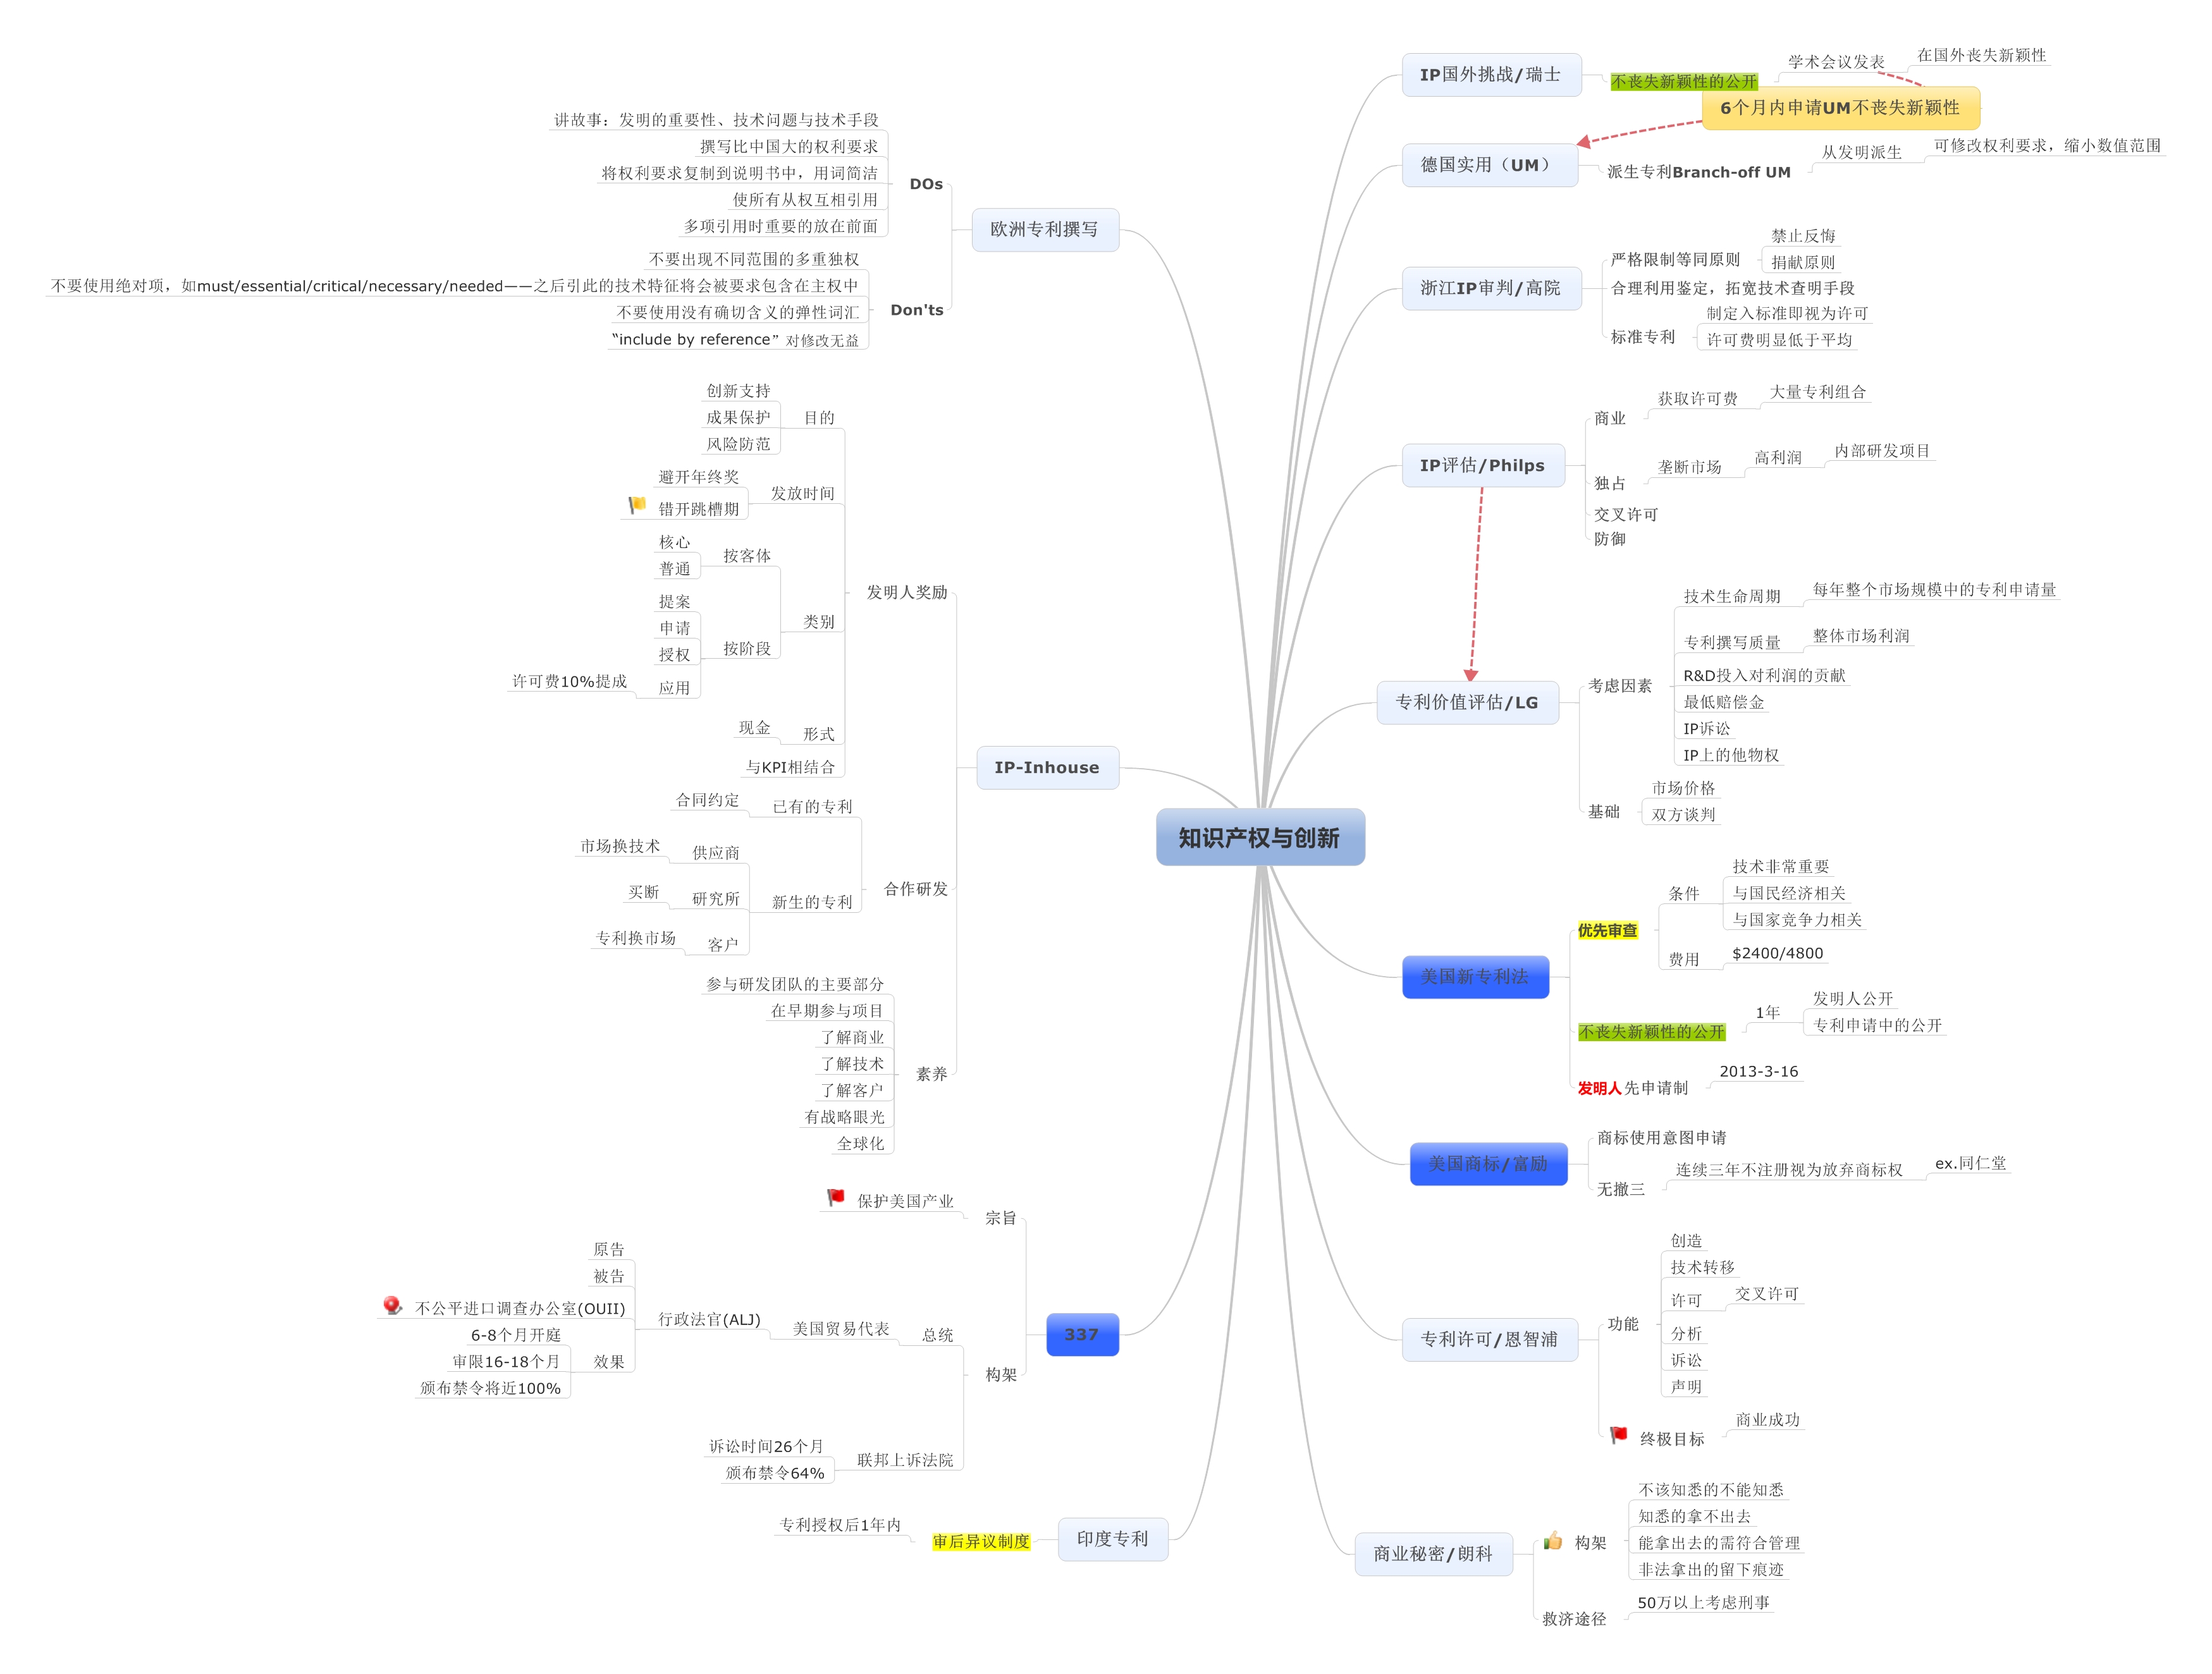 知识产权与创新
IP国外挑战/瑞士
不丧失新颖性的公开
学术会议发表
在国外丧失新颖性
6个月内申请UM不丧失新颖性
德国实用（UM）
派生专利Branch-off UM
从发明派生
可修改权利要求，缩小数值范围
浙江IP审判/高院
严格限制等同原则
禁止反悔
捐献原则
合理利用鉴定，拓宽技术查明手段
标准专利
制定入标准即视为许可
许可费明显低于平均
IP评估/Philps
商业
获取许可费
大量专利组合
独占
垄断市场
高利润
内部研发项目
交叉许可
防御
专利价值评估/LG
考虑因素
技术生命周期
每年整个市场规模中的专利申请量
专利撰写质量
整体市场利润
R&D投入对利润的贡献
最低赔偿金
IP诉讼
IP上的他物权
基础
市场价格
双方谈判
美国新专利法
优先审查
条件
技术非常重要
与国民经济相关
与国家竞争力相关
费用
$2400/4800
不丧失新颖性的公开
1年
发明人公开
专利申请中的公开
发明人先申请制
2013-3-16
美国商标/富励
商标使用意图申请
无撤三
连续三年不注册视为放弃商标权
ex.同仁堂
专利许可/恩智浦
功能
创造
技术转移
许可
交叉许可
分析
诉讼
声明
终极目标
商业成功
商业秘密/朗科
构架
不该知悉的不能知悉
知悉的拿不出去
能拿出去的需符合管理
非法拿出的留下痕迹
救济途径
50万以上考虑刑事
欧洲专利撰写
DOs
讲故事：发明的重要性、技术问题与技术手段
撰写比中国大的权利要求
将权利要求复制到说明书中，用词简洁
使所有从权互相引用
多项引用时重要的放在前面
Don'ts
不要出现不同范围的多重独权
不要使用绝对项，如must/essential/critical/necessary/needed——之后引此的技术特征将会被要求包含在主权中
不要使用没有确切含义的弹性词汇
“include by reference” 对修改无益
IP-Inhouse
发明人奖励
目的
创新支持
成果保护
风险防范
发放时间
避开年终奖
错开跳槽期
类别
按客体
核心
普通
按阶段
提案
申请
授权
应用
许可费10%提成
形式
现金
与KPI相结合
合作研发
已有的专利
合同约定
新生的专利
供应商
市场换技术
研究所
买断
客户
专利换市场
素养
参与研发团队的主要部分
在早期参与项目
了解商业
了解技术
了解客户
有战略眼光
全球化
337
宗旨
保护美国产业
构架
总统
美国贸易代表
行政法官(ALJ)
原告
被告
不公平进口调查办公室(OUII)
效果
6-8个月开庭
审限16-18个月
颁布禁令将近100%
联邦上诉法院
诉讼时间26个月
颁布禁令64%
印度专利
审后异议制度
专利授权后1年内